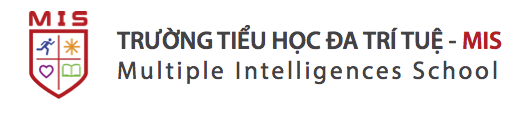 MIS
TRƯỜNG TIỂU HỌC ĐA TRÍ TUỆ - MIS
Multiple Intelligences School